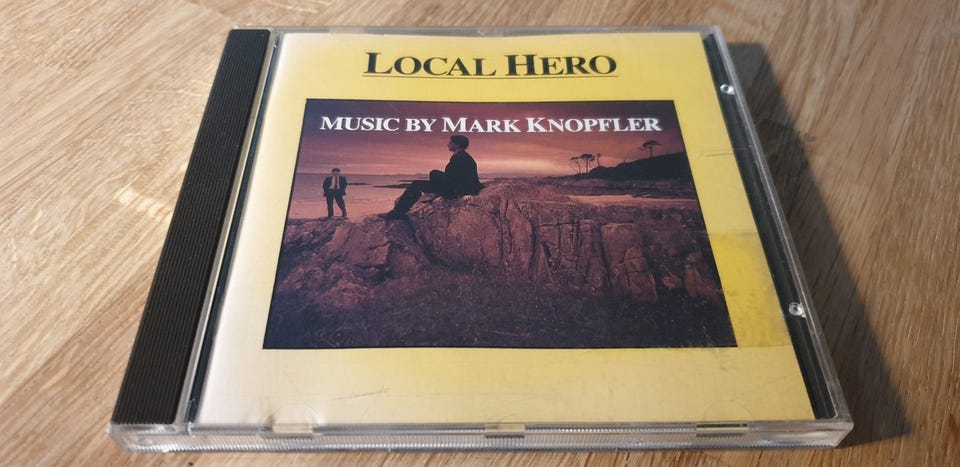 LOCAL HERO
MUSIC BY MARK KNOPFLER